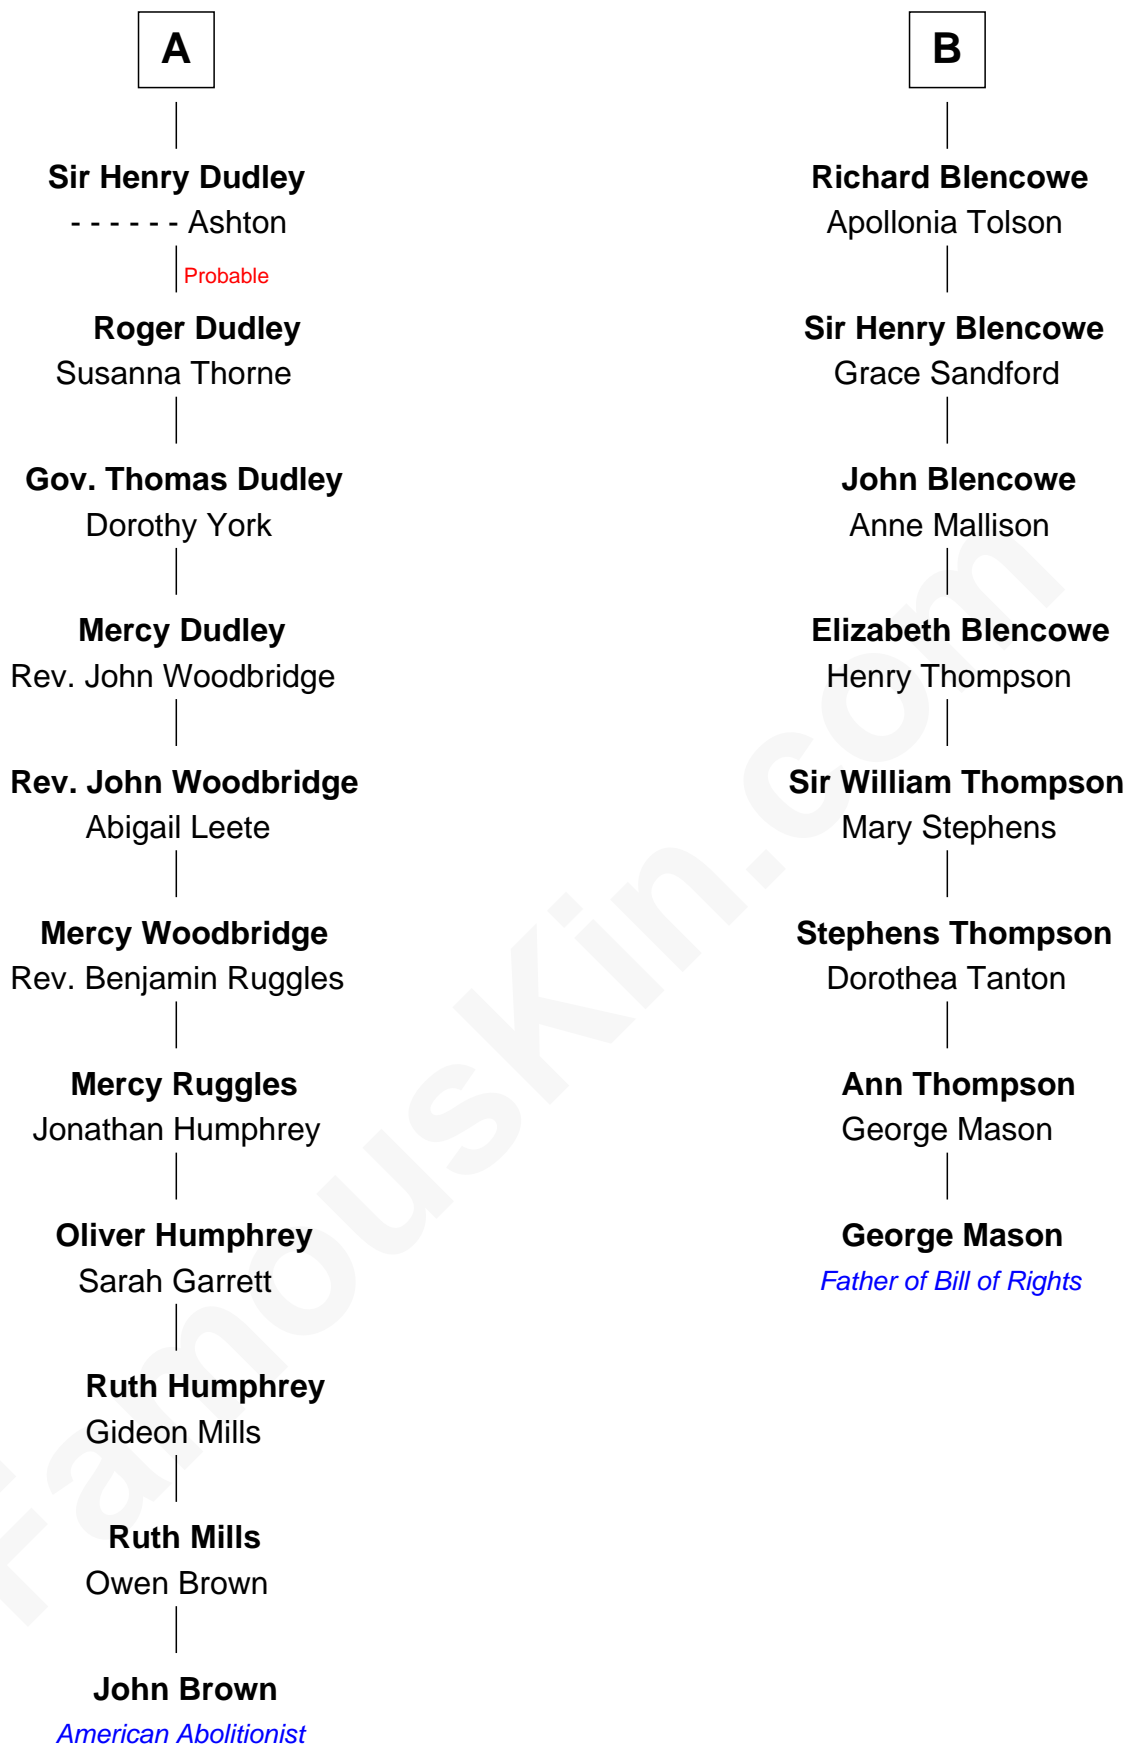 A
Sir Henry Dudley
- - - - - - Ashton
Probable
Roger Dudley
Susanna Thorne
Gov. Thomas Dudley
Dorothy York
Mercy Dudley
Rev. John Woodbridge
Rev. John Woodbridge
Abigail Leete
Mercy Woodbridge
Rev. Benjamin Ruggles
Mercy Ruggles
Jonathan Humphrey
Oliver Humphrey
Sarah Garrett
Ruth Humphrey
Gideon Mills
Ruth Mills
Owen Brown
John Brown
American Abolitionist
B
Richard Blencowe
Apollonia Tolson
Sir Henry Blencowe
Grace Sandford
John Blencowe
Anne Mallison
Elizabeth Blencowe
Henry Thompson
Sir William Thompson
Mary Stephens
Stephens Thompson
Dorothea Tanton
Ann Thompson
George Mason
George Mason
Father of Bill of Rights
FamousKin.com